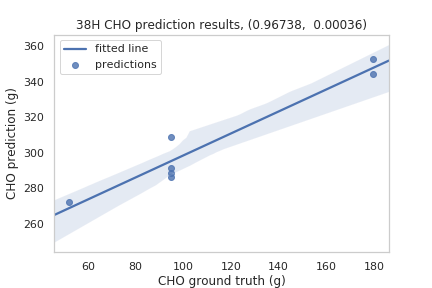 38H CHO prediction results, (0.96738,  0.00036)
fitted line
predictions
CHO prediction (g)
360
340
320
300
280
260
60 80 100 120 140 160 180
CHO ground truth (g)